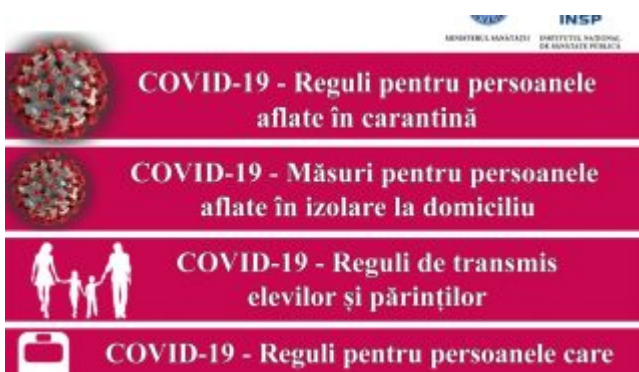 INSP
MINISTERUL SĂNĂTĂȚII
INSTITUTUL NAȚIONAL
DE SĂNĂTATE PUBLICĂ
COVID-19 - Reguli pentru persoanele
aflate în carantină
COVID-19 - Măsuri pentru persoanele
aflate în izolare la domiciliu
COVID-19 - Reguli de transmis
elevilor și părinților
COVID-19 - Reguli pentru persoanele care